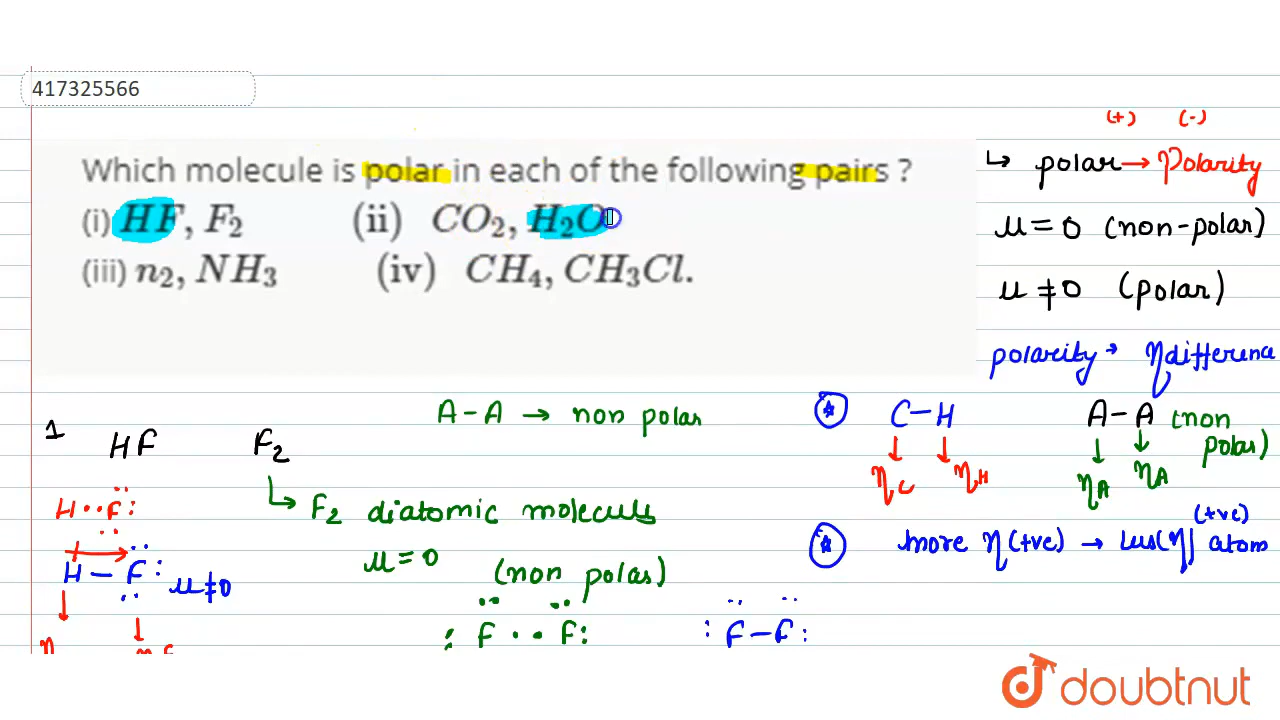 417325566
Which molecule is polar in each of the following pairs ?
(i) HF, F₂ (ii) CO₂, H₂O
(iii) n₂, NH₃ (iv) CH₄, CH₃Cl.
(+) (-)
↳ polar → Polarity
μ = 0 (non-polar)
μ ≠ 0 (polar)
polarity → η difference
1 HF F₂
A-A → non polar
C-H A-A (non polar)
ηC ηH ηA ηA
H··F:
↳ F₂ diatomic molecule
μ = 0 (non polar)
H-F: μ≠0
more η (+ve) → less(η) atom
(+ve)
:F··F: :F-F:
doubtnut